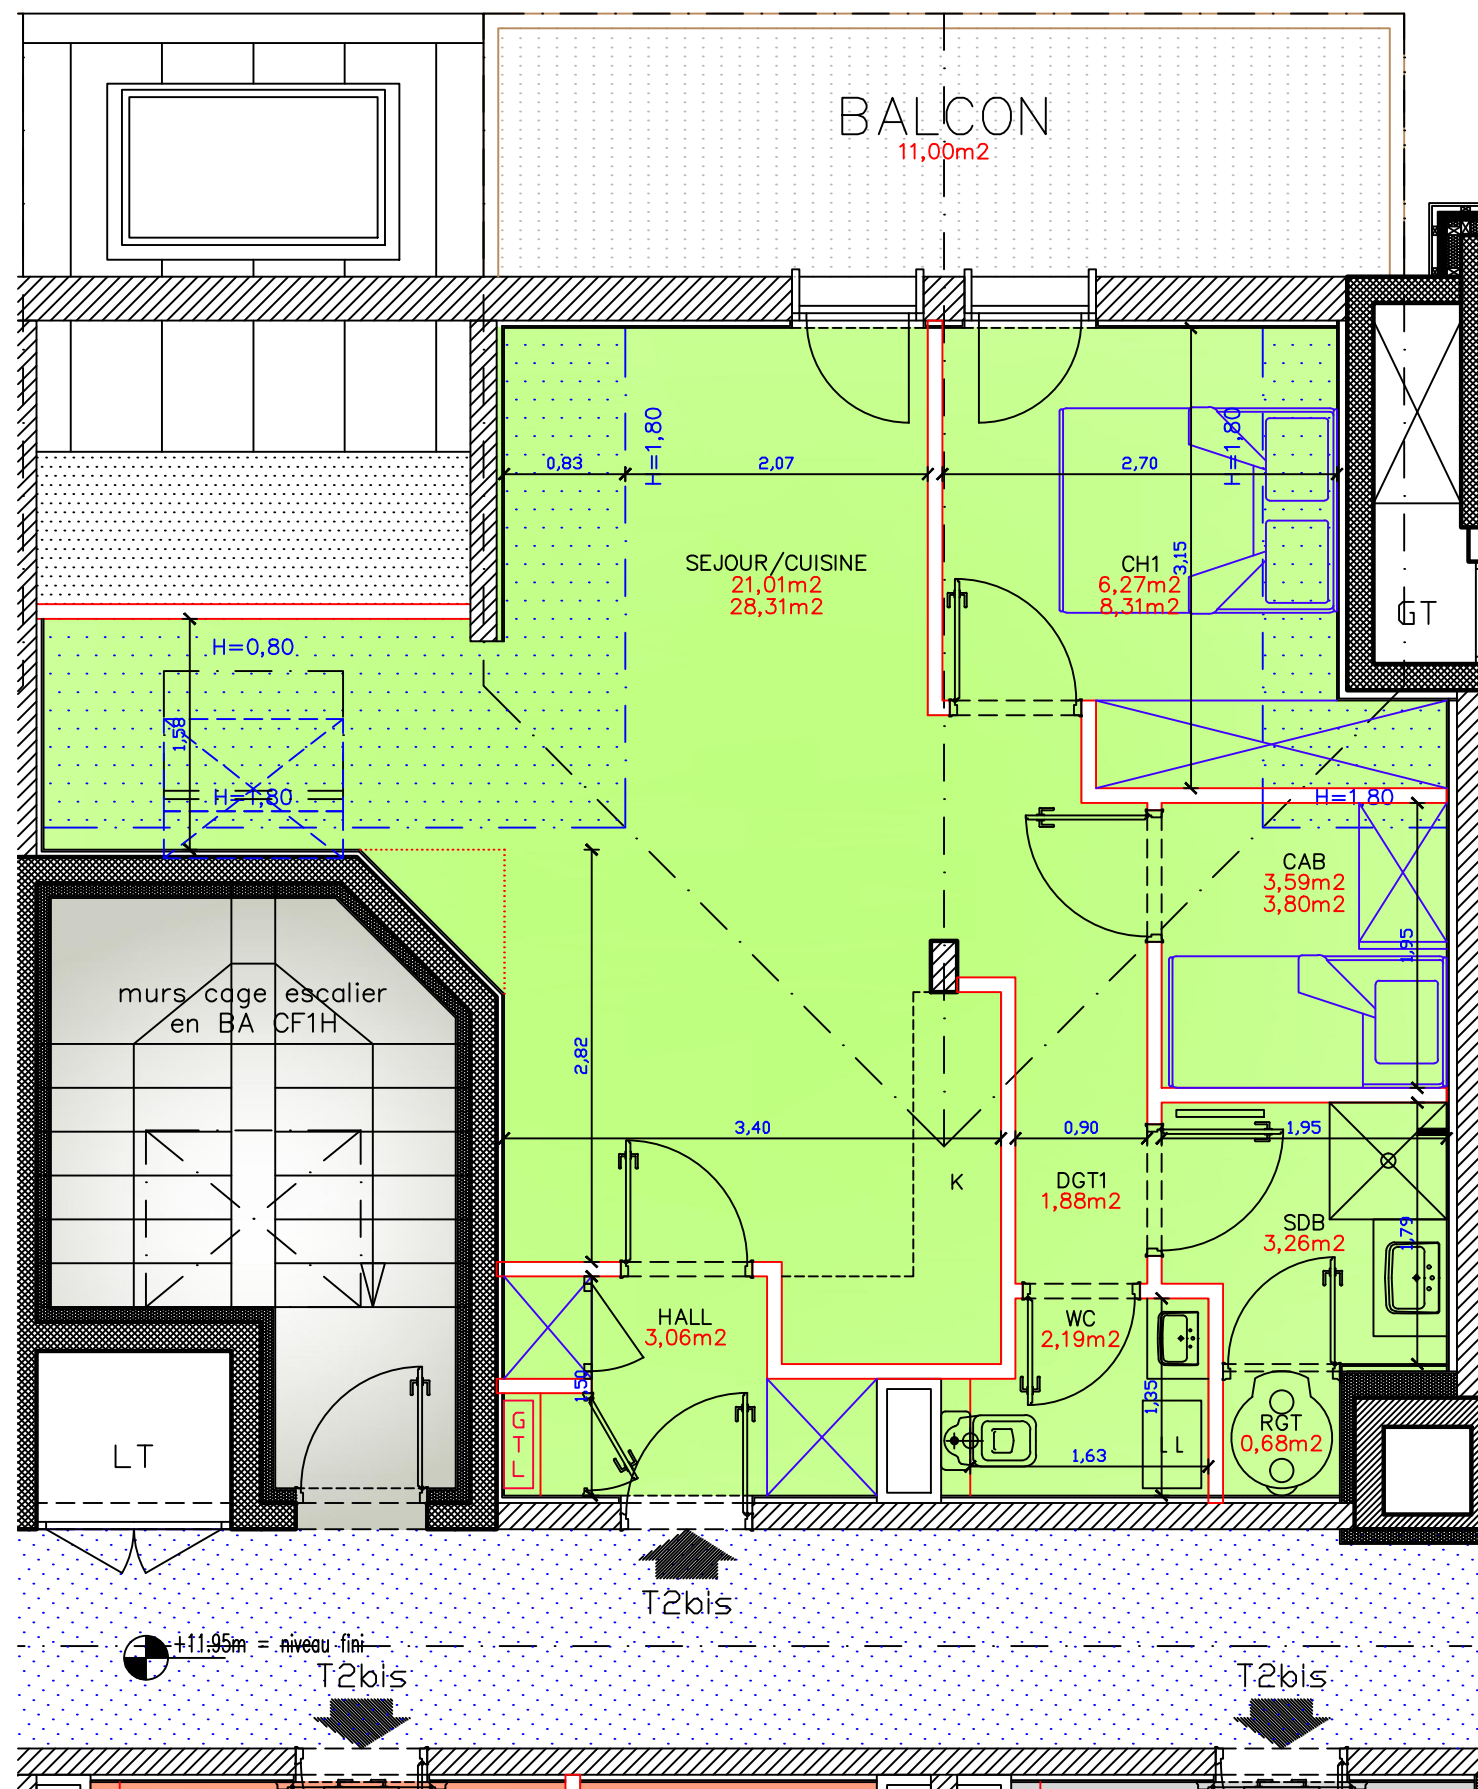 BALCON
11,00m2
H=1,80
H=1,80
0,83
2,07
2,70
3,15
SEJOUR/CUISINE
21,01m2
28,31m2
CH1
6,27m2
8,31m2
GT
H=0,80
1,58
H=1,80
H=1,80
CAB
3,59m2
3,80m2
1,95
murs cage escalier
en BA CF1H
2,82
3,40
0,90
1,95
K
DGT1
1,88m2
SDB
3,26m2
1,79
HALL
3,06m2
WC
2,19m2
1,50
1,35
GTL
LT
LL
1,63
RGT
0,68m2
T2bis
+11.95m = niveau fini
T2bis
T2bis